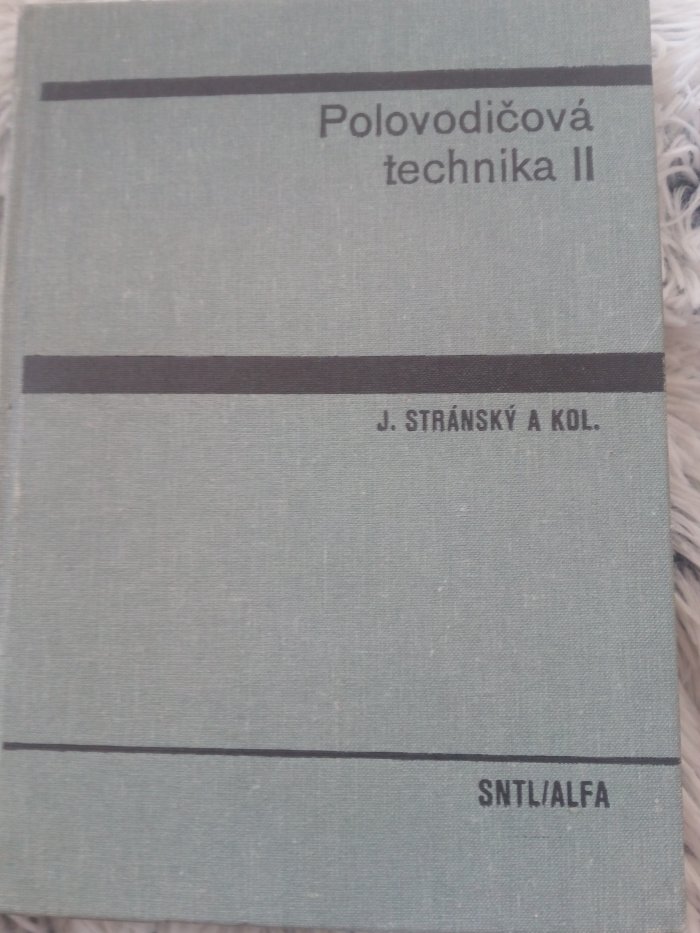 Polovodičová
technika II
J. STRÁNSKÝ A KOL.
SNTL/ALFA